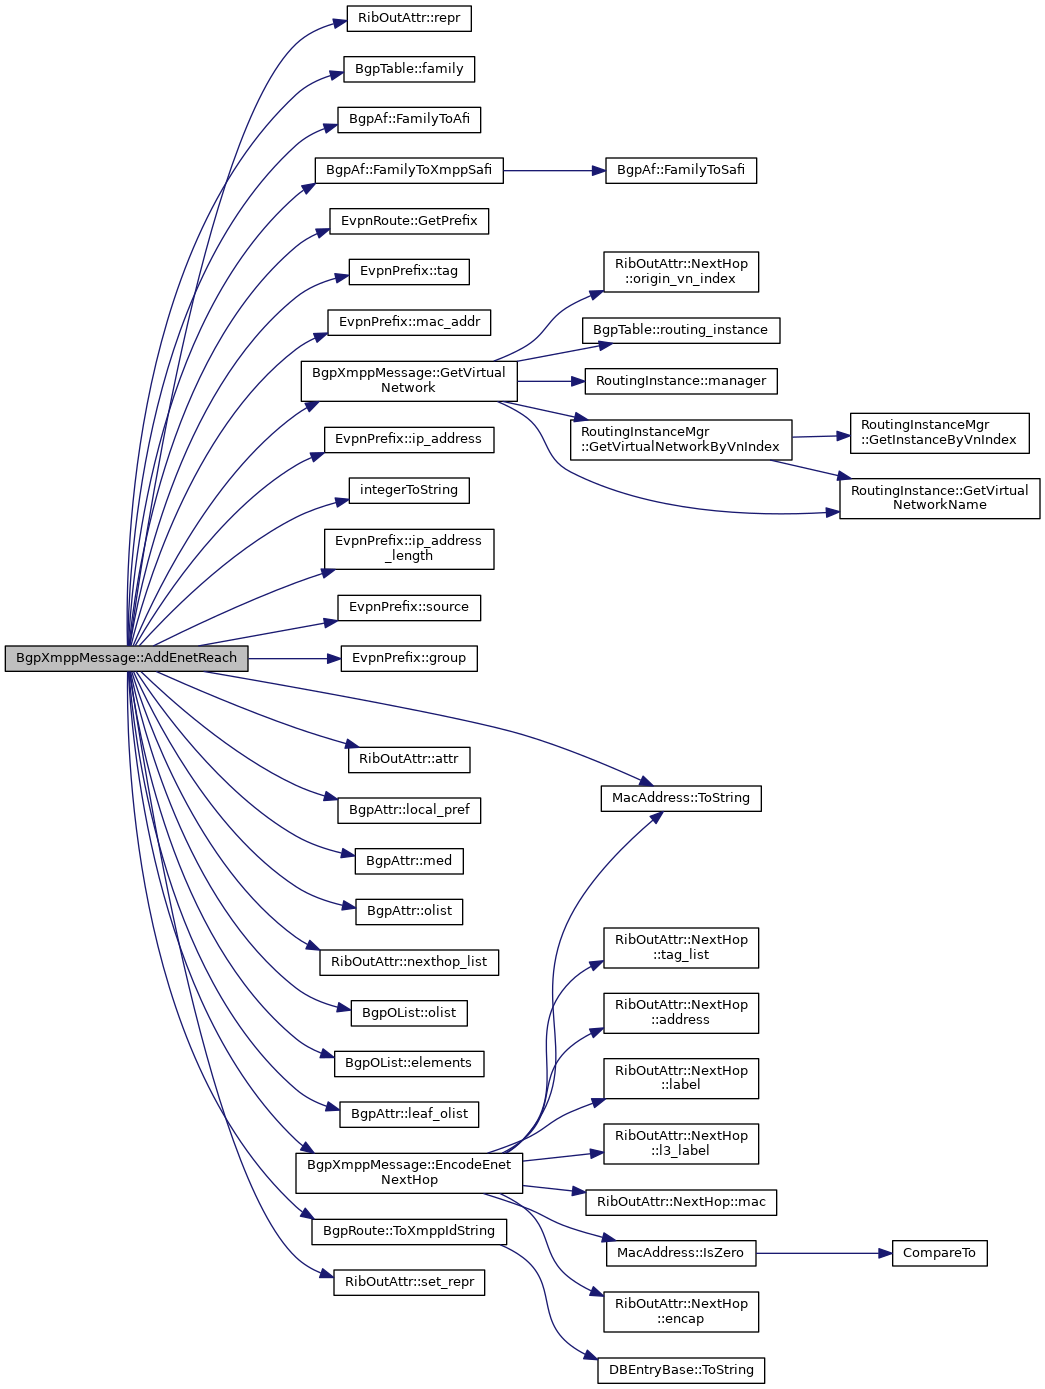 RibOutAttr::repr
BgpTable::family
BgpAf::FamilyToAfi
BgpAf::FamilyToXmppSafi
BgpAf::FamilyToSafi
EvpnRoute::GetPrefix
EvpnPrefix::tag
RibOutAttr::NextHop
::origin_vn_index
EvpnPrefix::mac_addr
BgpTable::routing_instance
BgpXmppMessage::GetVirtual
Network
RoutingInstance::manager
EvpnPrefix::ip_address
RoutingInstanceMgr
::GetVirtualNetworkByVnIndex
RoutingInstanceMgr
::GetInstanceByVnIndex
integerToString
RoutingInstance::GetVirtual
NetworkName
EvpnPrefix::ip_address
_length
EvpnPrefix::source
BgpXmppMessage::AddEnetReach
EvpnPrefix::group
RibOutAttr::attr
MacAddress::ToString
BgpAttr::local_pref
BgpAttr::med
BgpAttr::olist
RibOutAttr::nexthop_list
RibOutAttr::NextHop
::tag_list
BgpOList::olist
RibOutAttr::NextHop
::address
BgpOList::elements
RibOutAttr::NextHop
::label
BgpAttr::leaf_olist
RibOutAttr::NextHop
::l3_label
BgpXmppMessage::EncodeEnet
NextHop
RibOutAttr::NextHop::mac
BgpRoute::ToXmppIdString
MacAddress::IsZero
CompareTo
RibOutAttr::set_repr
RibOutAttr::NextHop
::encap
DBEntryBase::ToString